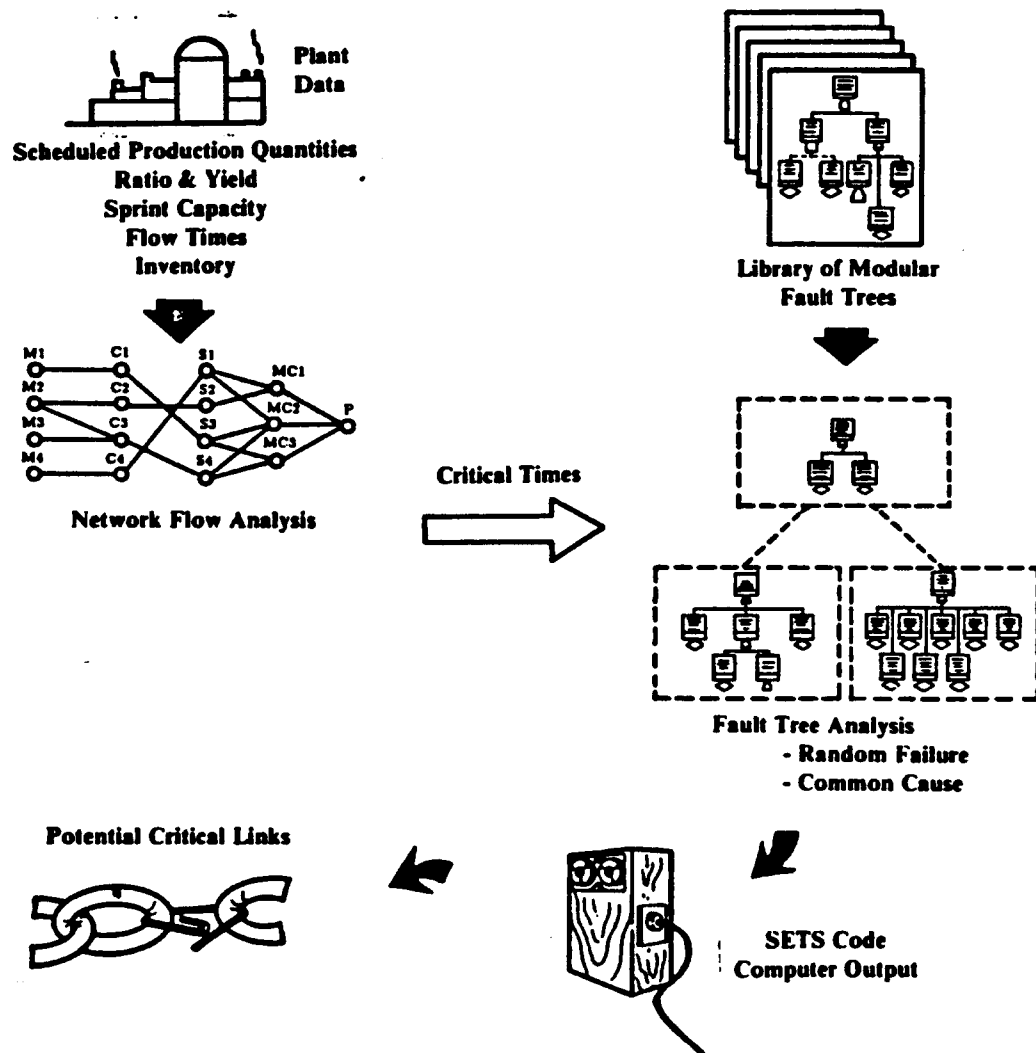 Plant
Data
Scheduled Production Quantities
Ratio & Yield
Sprint Capacity
Flow Times
Inventory
Library of Modular
Fault Trees
M1
C1
S1
MC1
M2
C2
S2
MC2
P
M3
C3
S3
MC3
M4
C4
S4
Network Flow Analysis
Critical Times
Fault Tree Analysis
- Random Failure
- Common Cause
Potential Critical Links
SETS Code
Computer Output